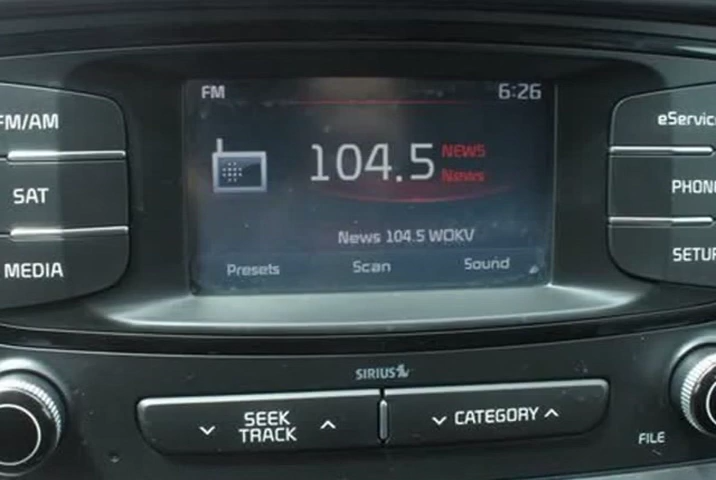 FM/AM
SAT
MEDIA
FM 6:26
104.5 NEWS
News
News 104.5 WOKV
Presets Scan Sound
eService
PHONE
SETUP
SIRIUS
SEEK
TRACK
CATEGORY
FILE